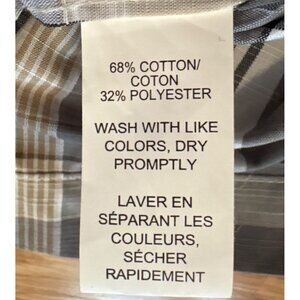 68% COTTON/
COTON
32% POLYESTER
WASH WITH LIKE
COLORS, DRY
PROMPTLY
LAVER EN
SÉPARANT LES
COULEURS,
SÉCHER
RAPIDEMENT